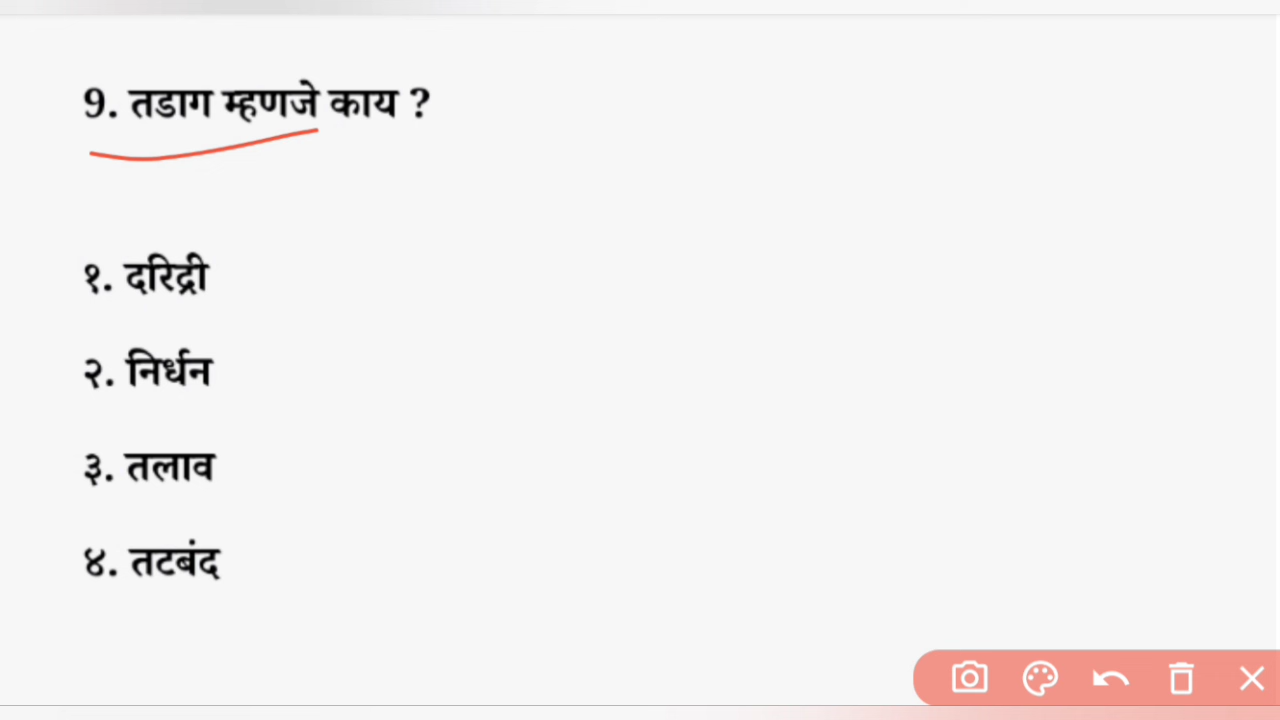 9. तडाग म्हणजे काय ?
१. दरिद्री
२. निर्धन
३. तलाव
४. तटबंद